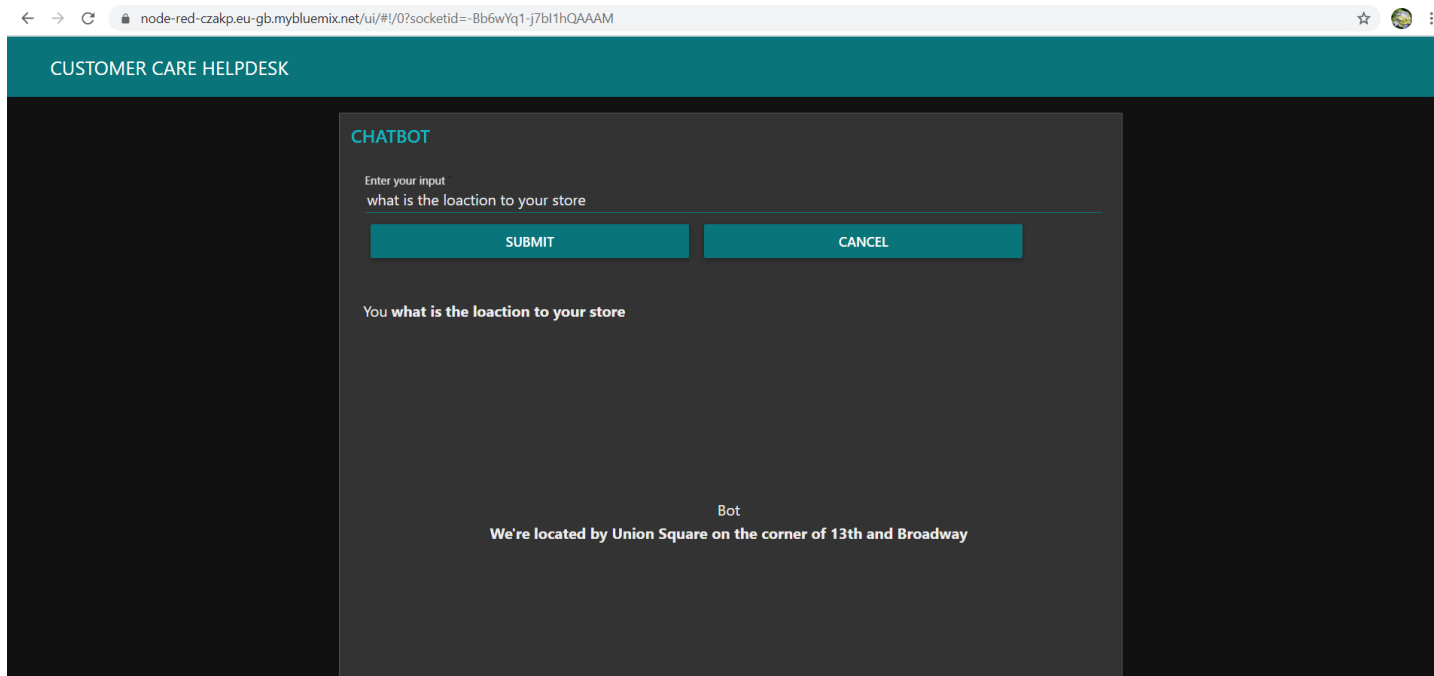 node-red-czakp.eu-gb.mybluemix.net/ui/#!/0?socketid=-Bb6wYq1-j7bI1hQAAAM
CUSTOMER CARE HELPDESK
CHATBOT
Enter your input *
what is the loaction to your store
SUBMIT CANCEL
You what is the loaction to your store
Bot
We're located by Union Square on the corner of 13th and Broadway